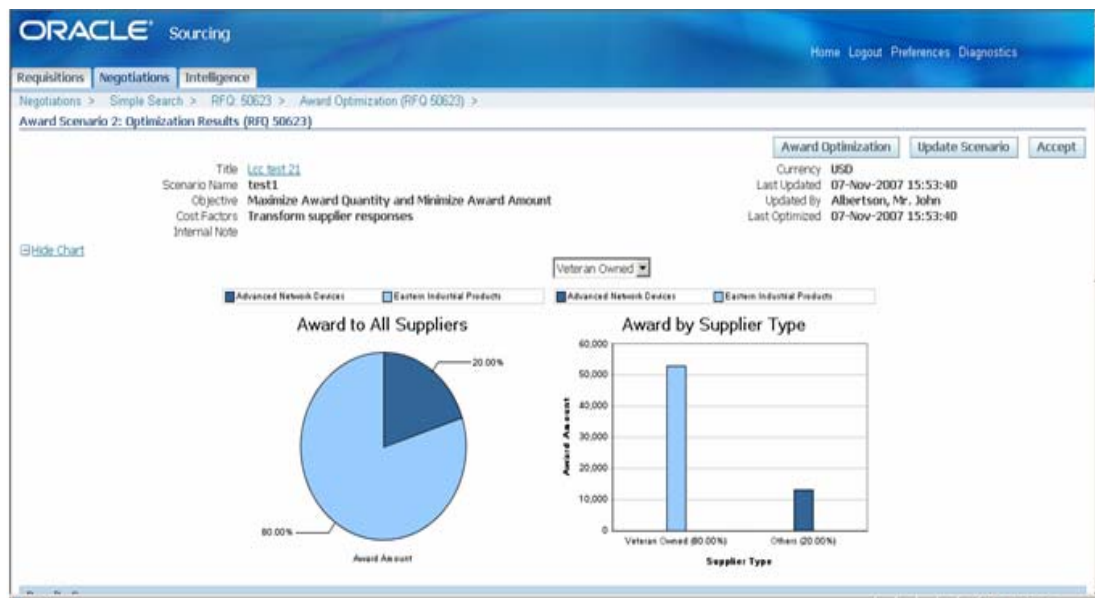 ORACLE Sourcing
Home Logout Preferences Diagnostics
Requisitions Negotiations Intelligence
Negotiations > Simple Search > RFQ: 50623 > Award Optimization (RFQ 50623) >
Award Scenario 2: Optimization Results (RFQ 50623)
Award Optimization Update Scenario Accept
Title Lcc test 21
Scenario Name test1
Objective Maximize Award Quantity and Minimize Award Amount
Cost Factors Transform supplier responses
Internal Note
Currency USD
Last Updated 07-Nov-2007 15:53:40
Updated By Albertson, Mr. John
Last Optimized 07-Nov-2007 15:53:40
Hide Chart
Veteran Owned
Advanced Network Devices Eastern Industrial Products
Award to All Suppliers
20.00%
80.00%
Award Amount
Advanced Network Devices Eastern Industrial Products
Award by Supplier Type
60,000
50,000
40,000
30,000
20,000
10,000
0
Award Amount
Veteran Owned (80.00%) Others (20.00%)
Supplier Type